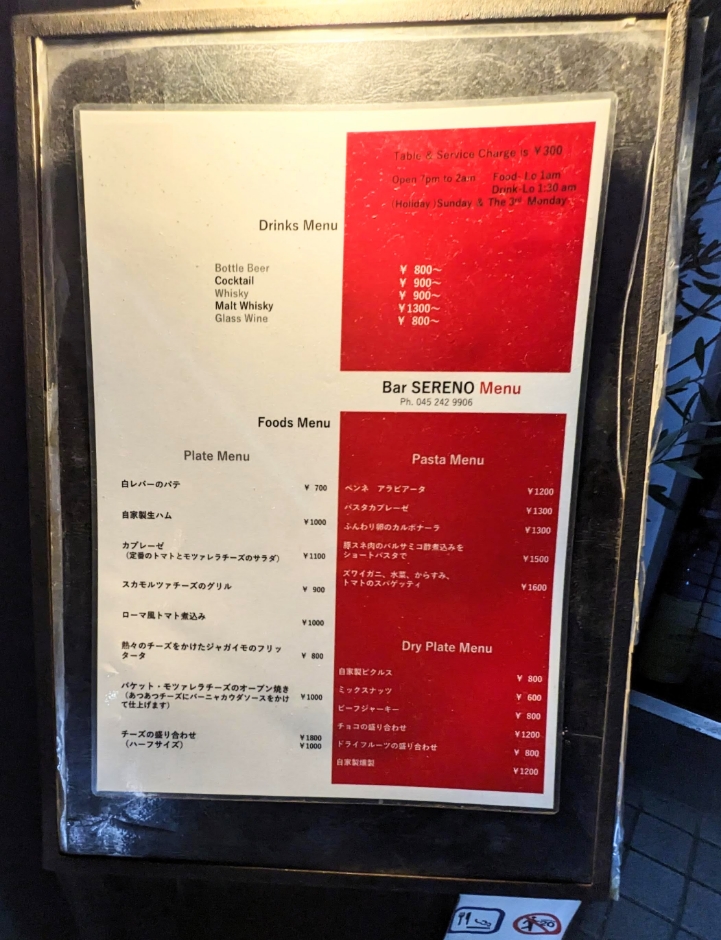 Table & Service Charge is ¥300
Open 7pm to 2am Food-Lo 1am
Drink-Lo 1:30 am
(Holiday)Sunday & The 3rd Monday
Drinks Menu
Bottle Beer ¥ 800~
Cocktail ¥ 900~
Whisky ¥ 900~
Malt Whisky ¥1300~
Glass Wine ¥ 800~
Bar SERENO Menu
Ph. 045 242 9906
Foods Menu
Plate Menu
白レバーのパテ ¥ 700
自家製生ハム ¥1000
カプレーゼ
(定番のトマトとモツァレラチーズのサラダ) ¥1100
スカモルツァチーズのグリル ¥ 900
ローマ風トマト煮込み ¥1000
熱々のチーズをかけたジャガイモのフリッ
タータ ¥ 800
バケット・モツァレラチーズのオーブン焼き
(あつあつチーズにバーニャカウダソースをかけ ¥1000
て仕上げます)
チーズの盛り合わせ ¥1800
(ハーフサイズ) ¥1000
Pasta Menu
ペンネ アラビアータ ¥1200
パスタカプレーゼ ¥1300
ふんわり卵のカルボナーラ ¥1300
豚スネ肉のバルサミコ酢煮込みを
ショートパスタで ¥1500
ズワイガニ、水菜、からすみ、
トマトのスパゲッティ ¥1600
Dry Plate Menu
自家製ピクルス ¥ 800
ミックスナッツ ¥ 600
ビーフジャーキー ¥ 800
チョコの盛り合わせ ¥1200
ドライフルーツの盛り合わせ ¥ 800
自家製燻製 ¥1200